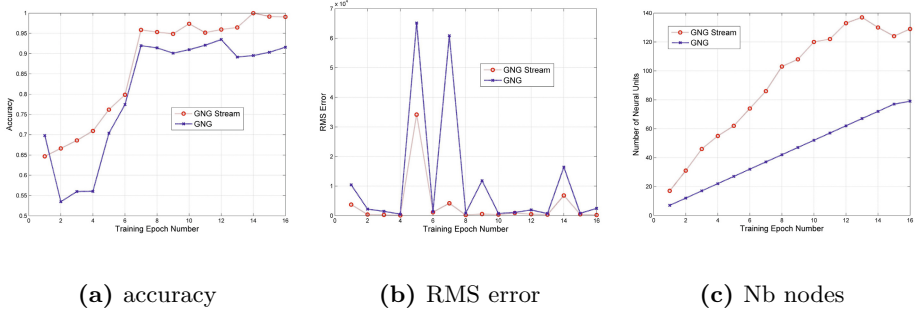 1
0.95
0.9
0.85
0.8
0.75
0.7
0.65
0.6
0.55
0.5
0 2 4 6 8 10 12 14 16
Accuracy
Training Epoch Number
GNG Stream
GNG
(a) accuracy
7 x 10^4
6
5
4
3
2
1
0
0 2 4 6 8 10 12 14 16
RMS Error
Training Epoch Number
GNG Stream
GNG
(b) RMS error
140
120
100
80
60
40
20
0
0 2 4 6 8 10 12 14 16
Number of Neural Units
Training Epoch Number
GNG Stream
GNG
(c) Nb nodes